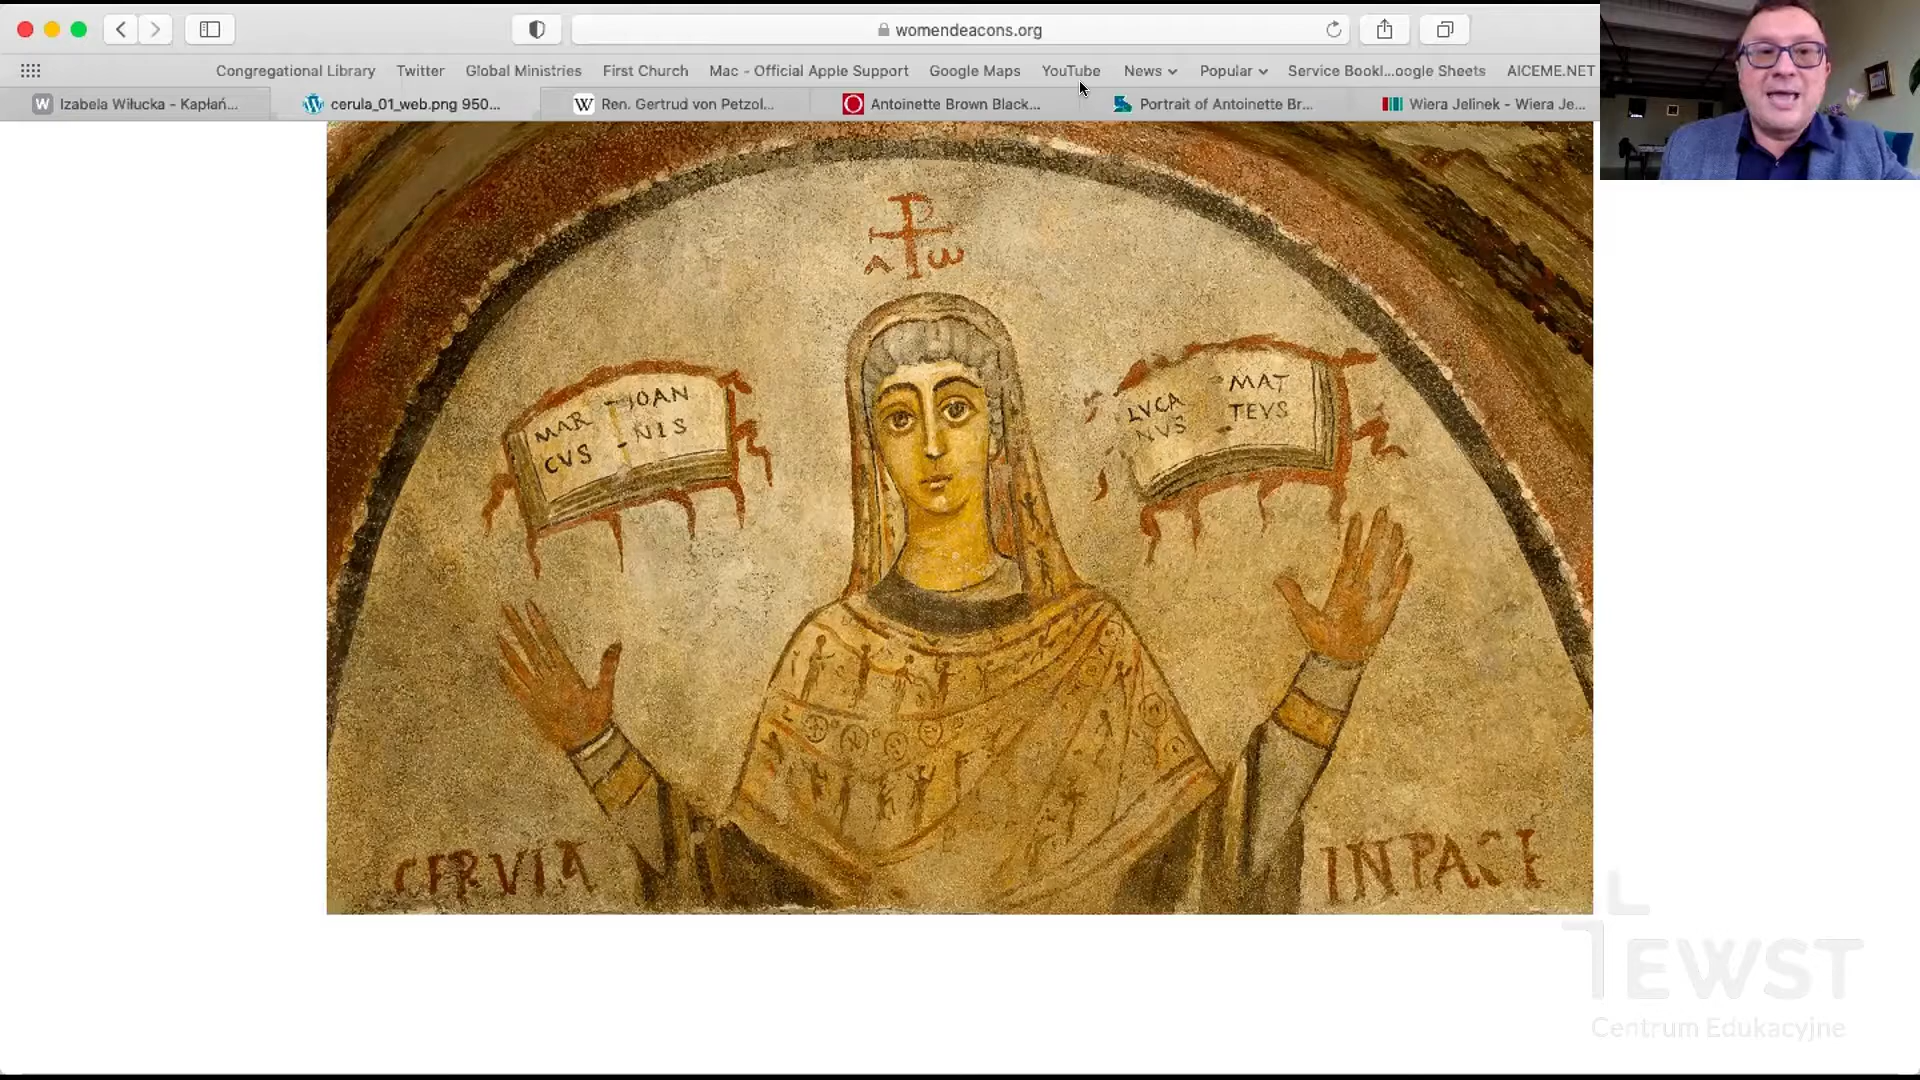 womendeacons.org
Congregational Library Twitter Global Ministries First Church Mac - Official Apple Support Google Maps YouTube News Popular Service Bookl...oogle Sheets AICEME.NET
W Izabela Wiłucka - Kapłań... cerula_01_web.png 950... W Ren. Gertrud von Petzol... Antoinette Brown Black... Portrait of Antoinette Br... Wiera Jelinek - Wiera Je...
P
A ω
MAR IOAN
CVS NIS
LVCA MAT
NVS TEVS
CERVLA IN PACE
EWST
Centrum Edukacyjne